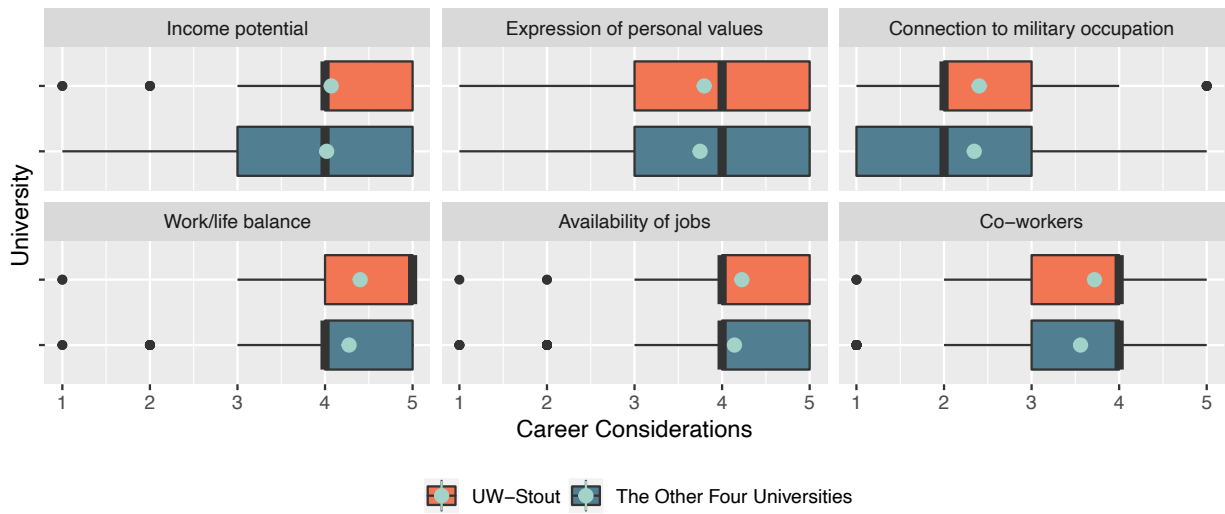 Income potential
Expression of personal values
Connection to military occupation
University
Work/life balance
Availability of jobs
Co−workers
1 2 3 4 5
1 2 3 4 5
1 2 3 4 5
Career Considerations
UW−Stout
The Other Four Universities